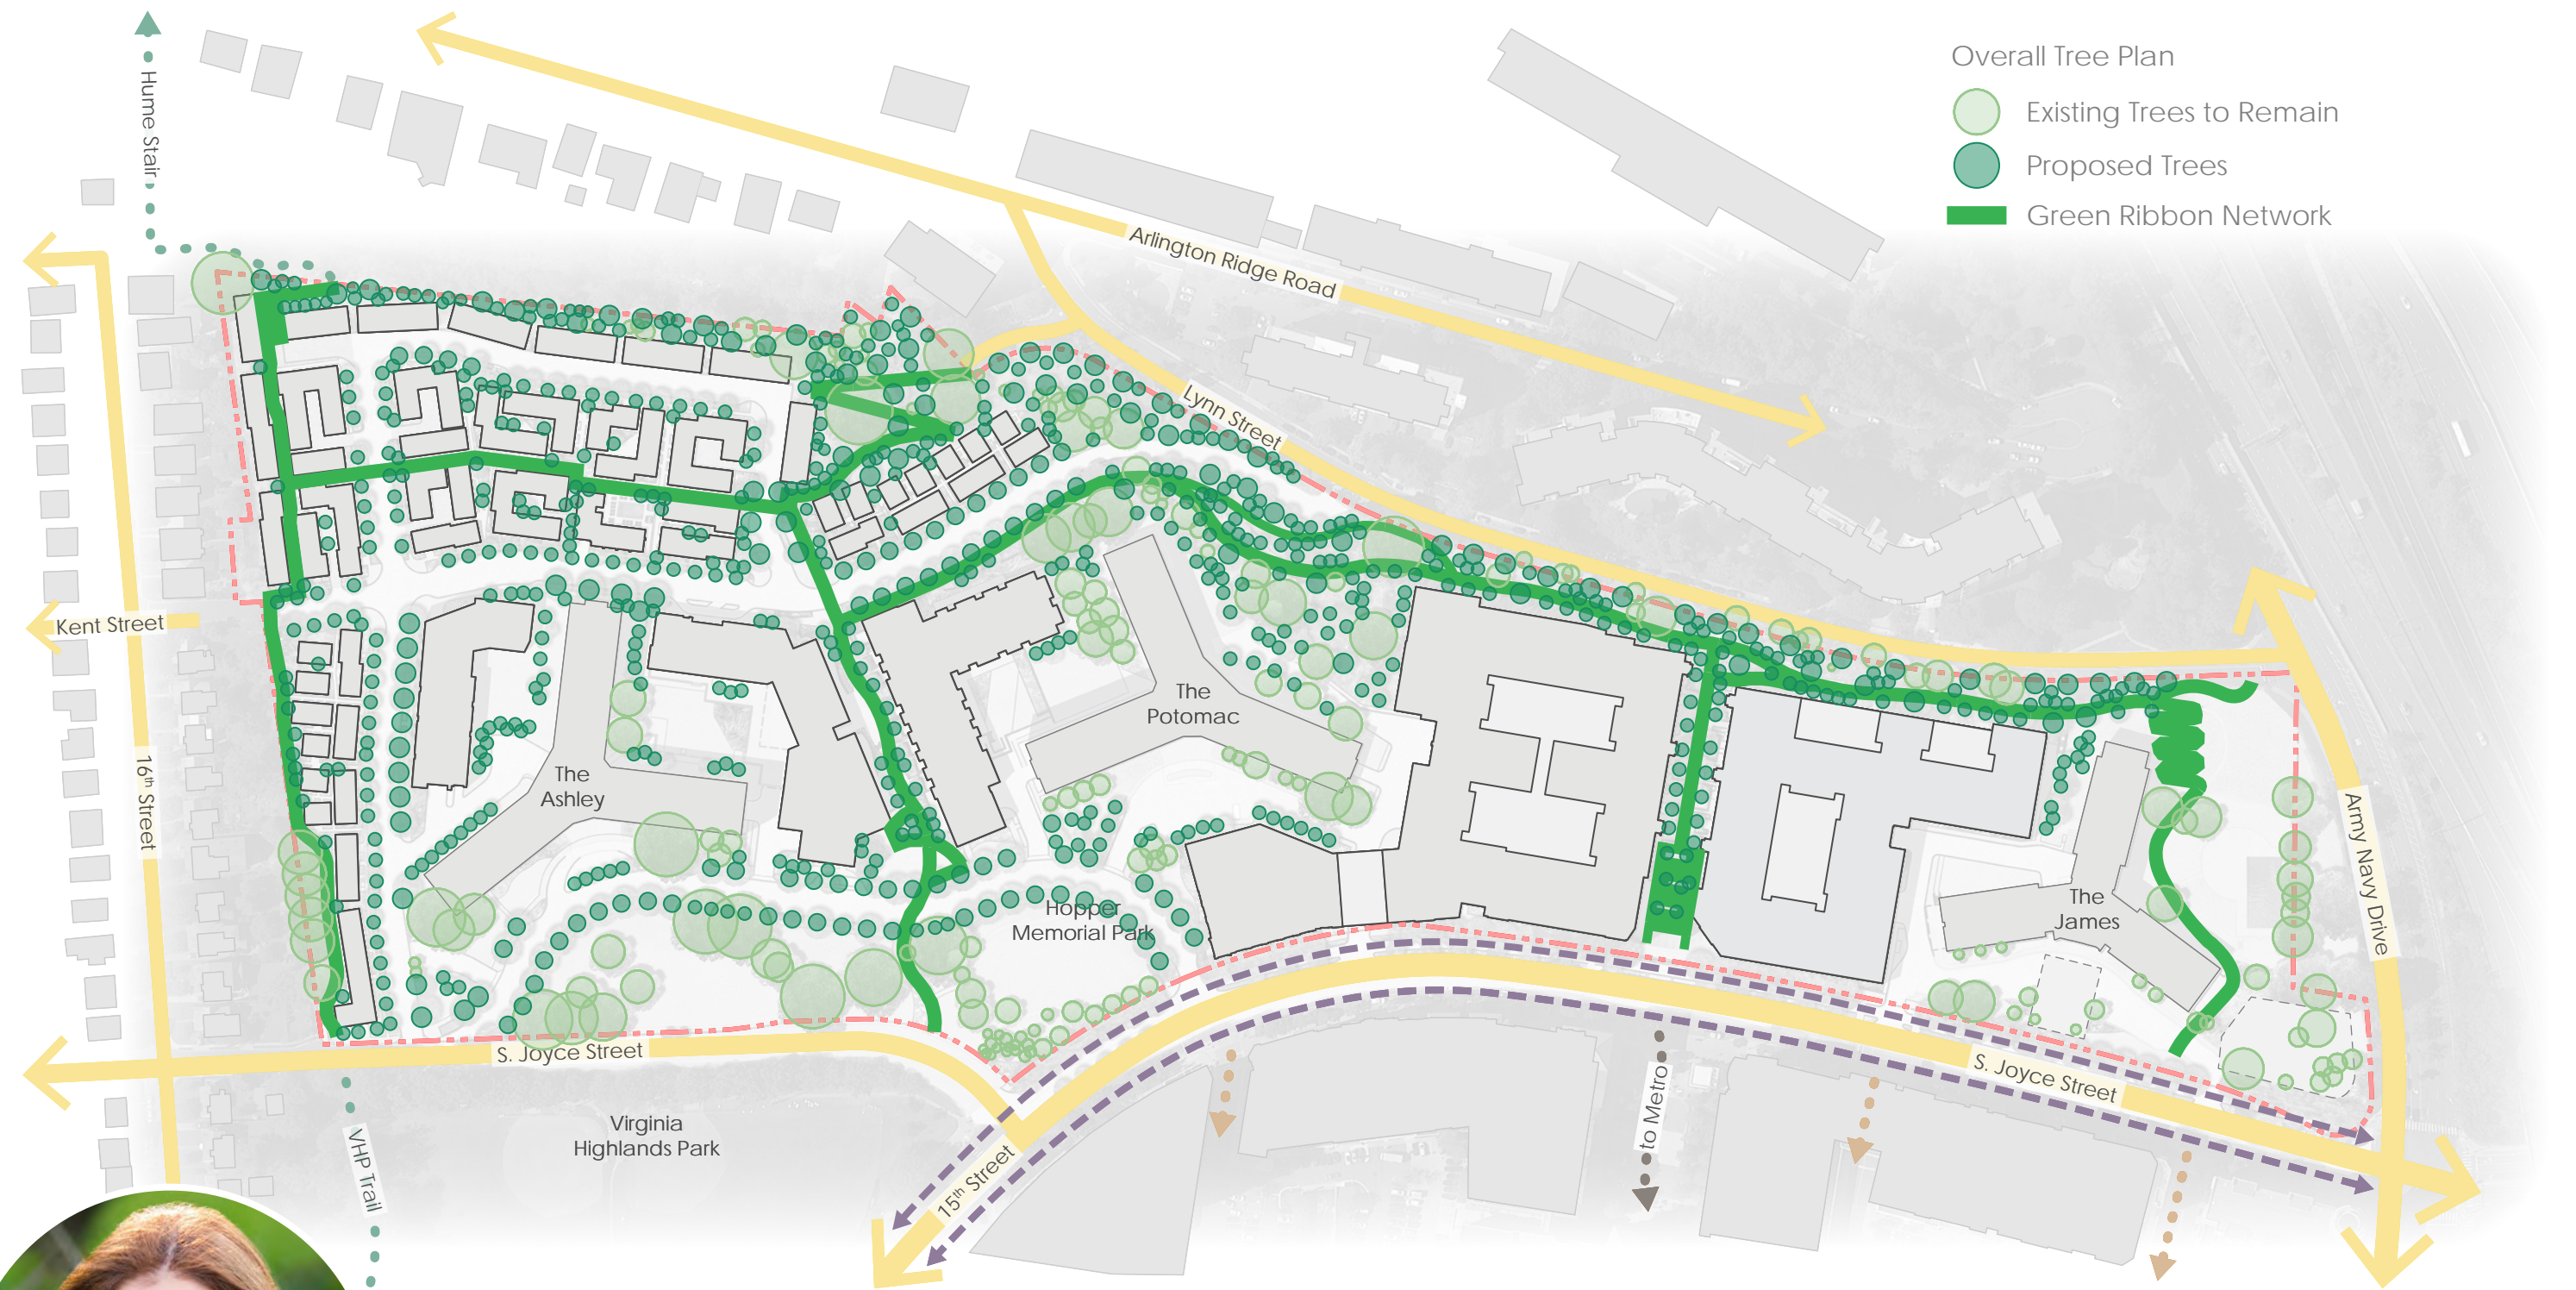 Overall Tree Plan
Existing Trees to Remain
Proposed Trees
Green Ribbon Network
Hume Stair
Arlington Ridge Road
Lynn Street
Kent Street
16th Street
The
Potomac
The
Ashley
Hopper
Memorial Park
The
James
Army Navy Drive
S. Joyce Street
S. Joyce Street
to Metro
Virginia
Highlands Park
VHP Trail
15th Street